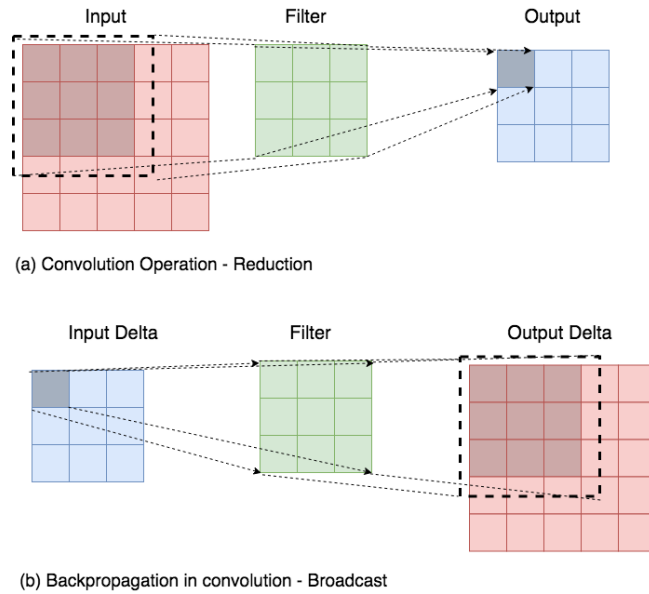 Input Filter Output
(a) Convolution Operation - Reduction
Input Delta Filter Output Delta
(b) Backpropagation in convolution - Broadcast